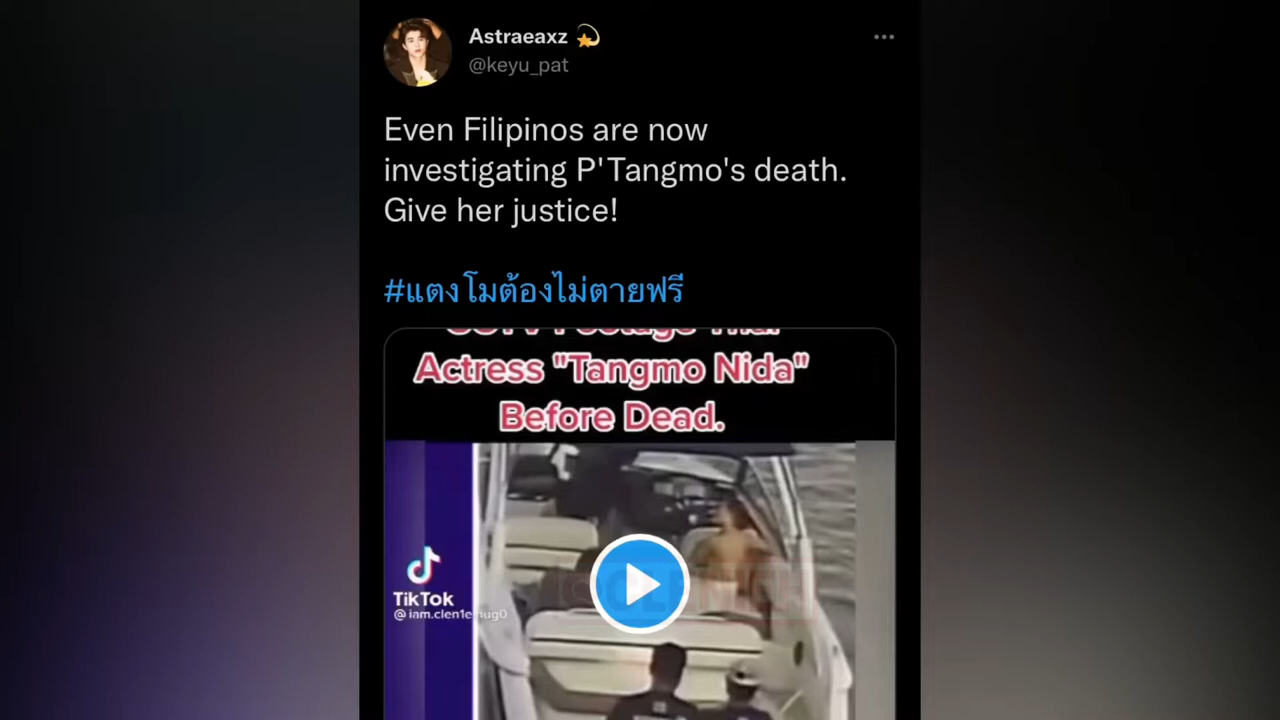 Astraeaxz
@keyu_pat
Even Filipinos are now
investigating P'Tangmo's death.
Give her justice!
#แตงโมต้องไม่ตายฟรี
Actress "Tangmo Nida"
Before Dead.
TikTok